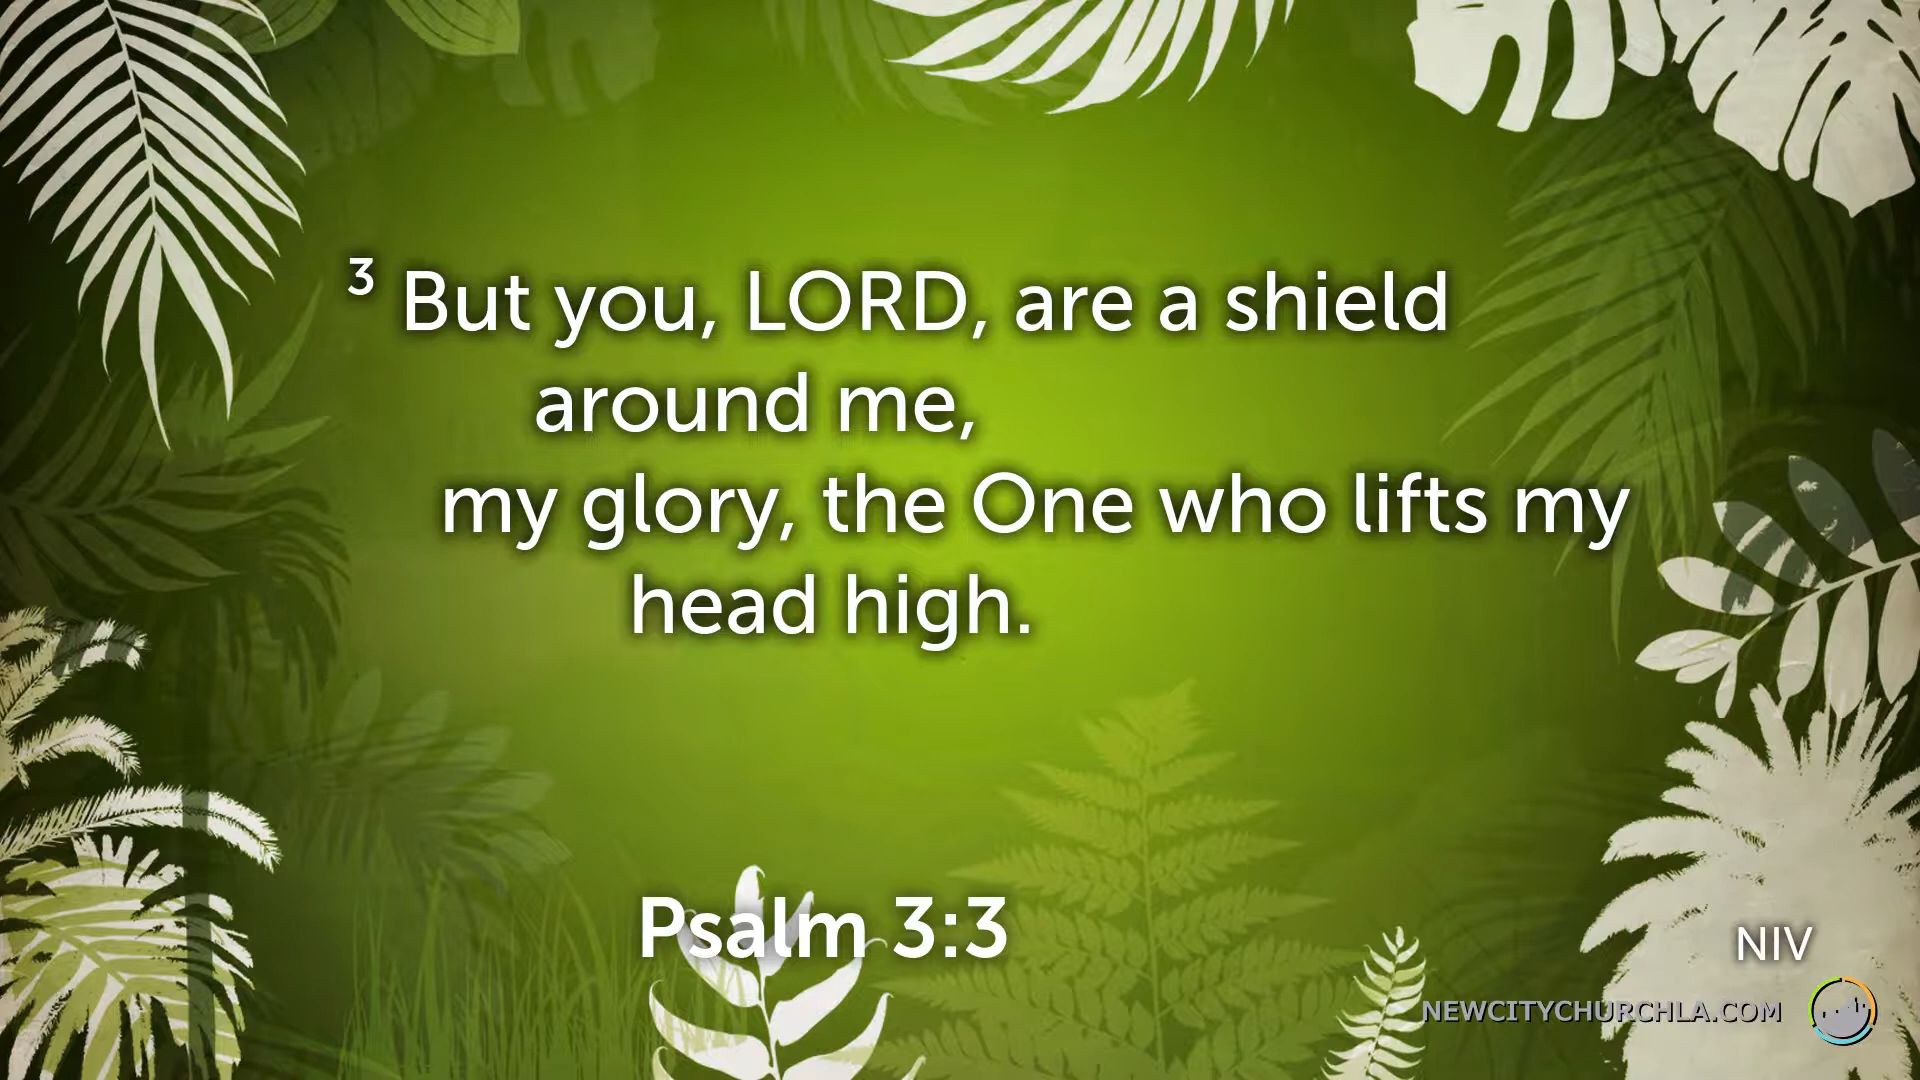 3 But you, LORD, are a shield
around me,
my glory, the One who lifts my
head high.
Psalm 3:3
NIV
NEWCITYCHURCHLA.COM